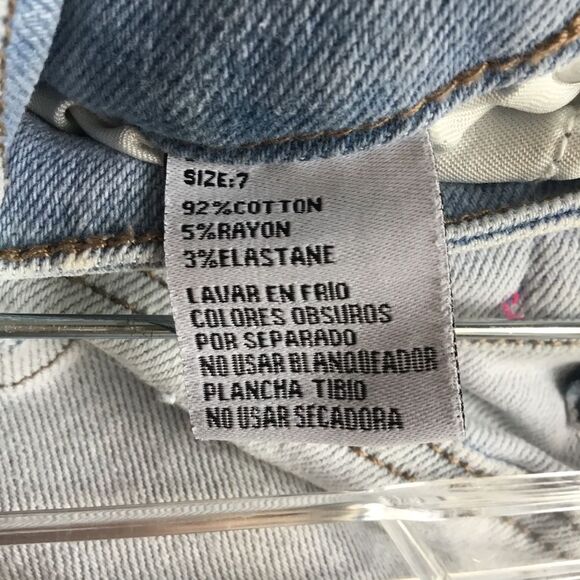 SIZE:7
92%COTTON
5%RAYON
3%ELASTANE
LAVAR EN FRIO
COLORES OBSUROS
POR SEPARADO
NO USAR BLANQUEADOR
PLANCHA TIBIO
NO USAR SECADORA